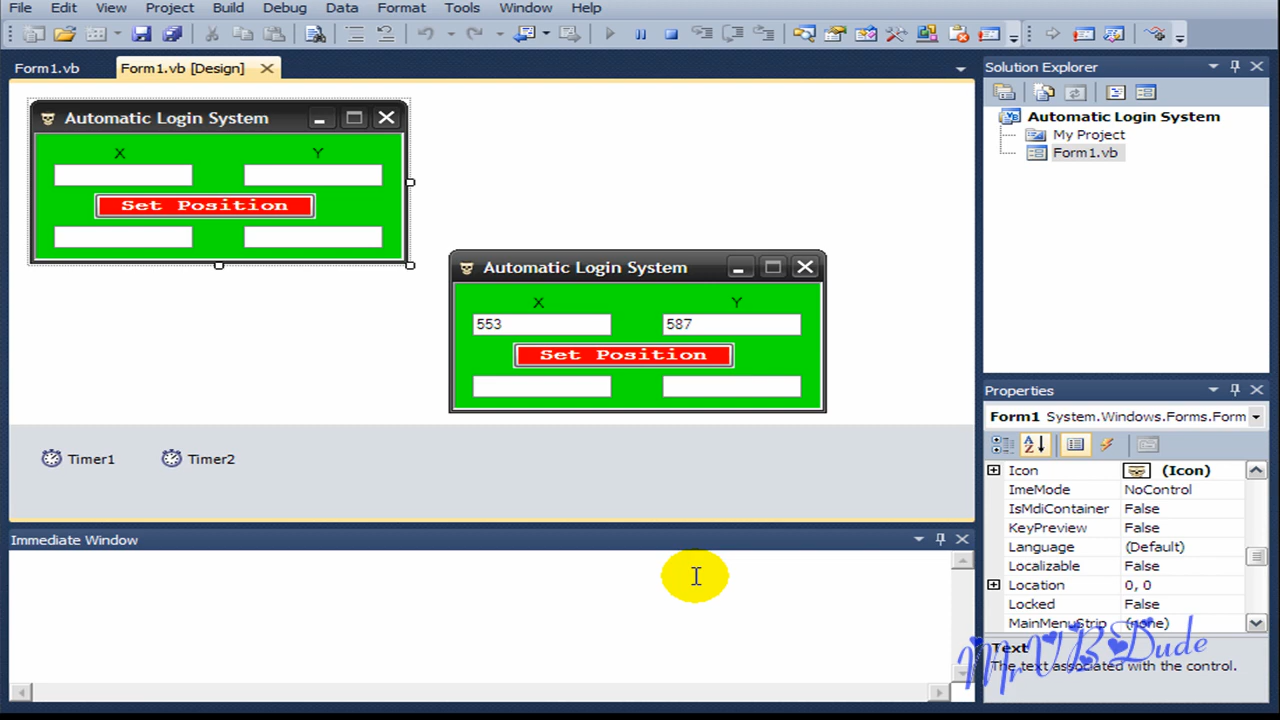 File Edit View Project Build Debug Data Format Tools Window Help
Form1.vb Form1.vb [Design]
Automatic Login System
X Y
Set Position
Automatic Login System
X Y
553 587
Set Position
Timer1 Timer2
Immediate Window
Solution Explorer
Automatic Login System
My Project
Form1.vb
Properties
Form1 System.Windows.Forms.Form
Icon (Icon)
ImeMode NoControl
IsMdiContainer False
KeyPreview False
Language (Default)
Localizable False
Location 0, 0
Locked False
MainMenuStrip (none)
Text
The text associated with the control.
MrVBDude